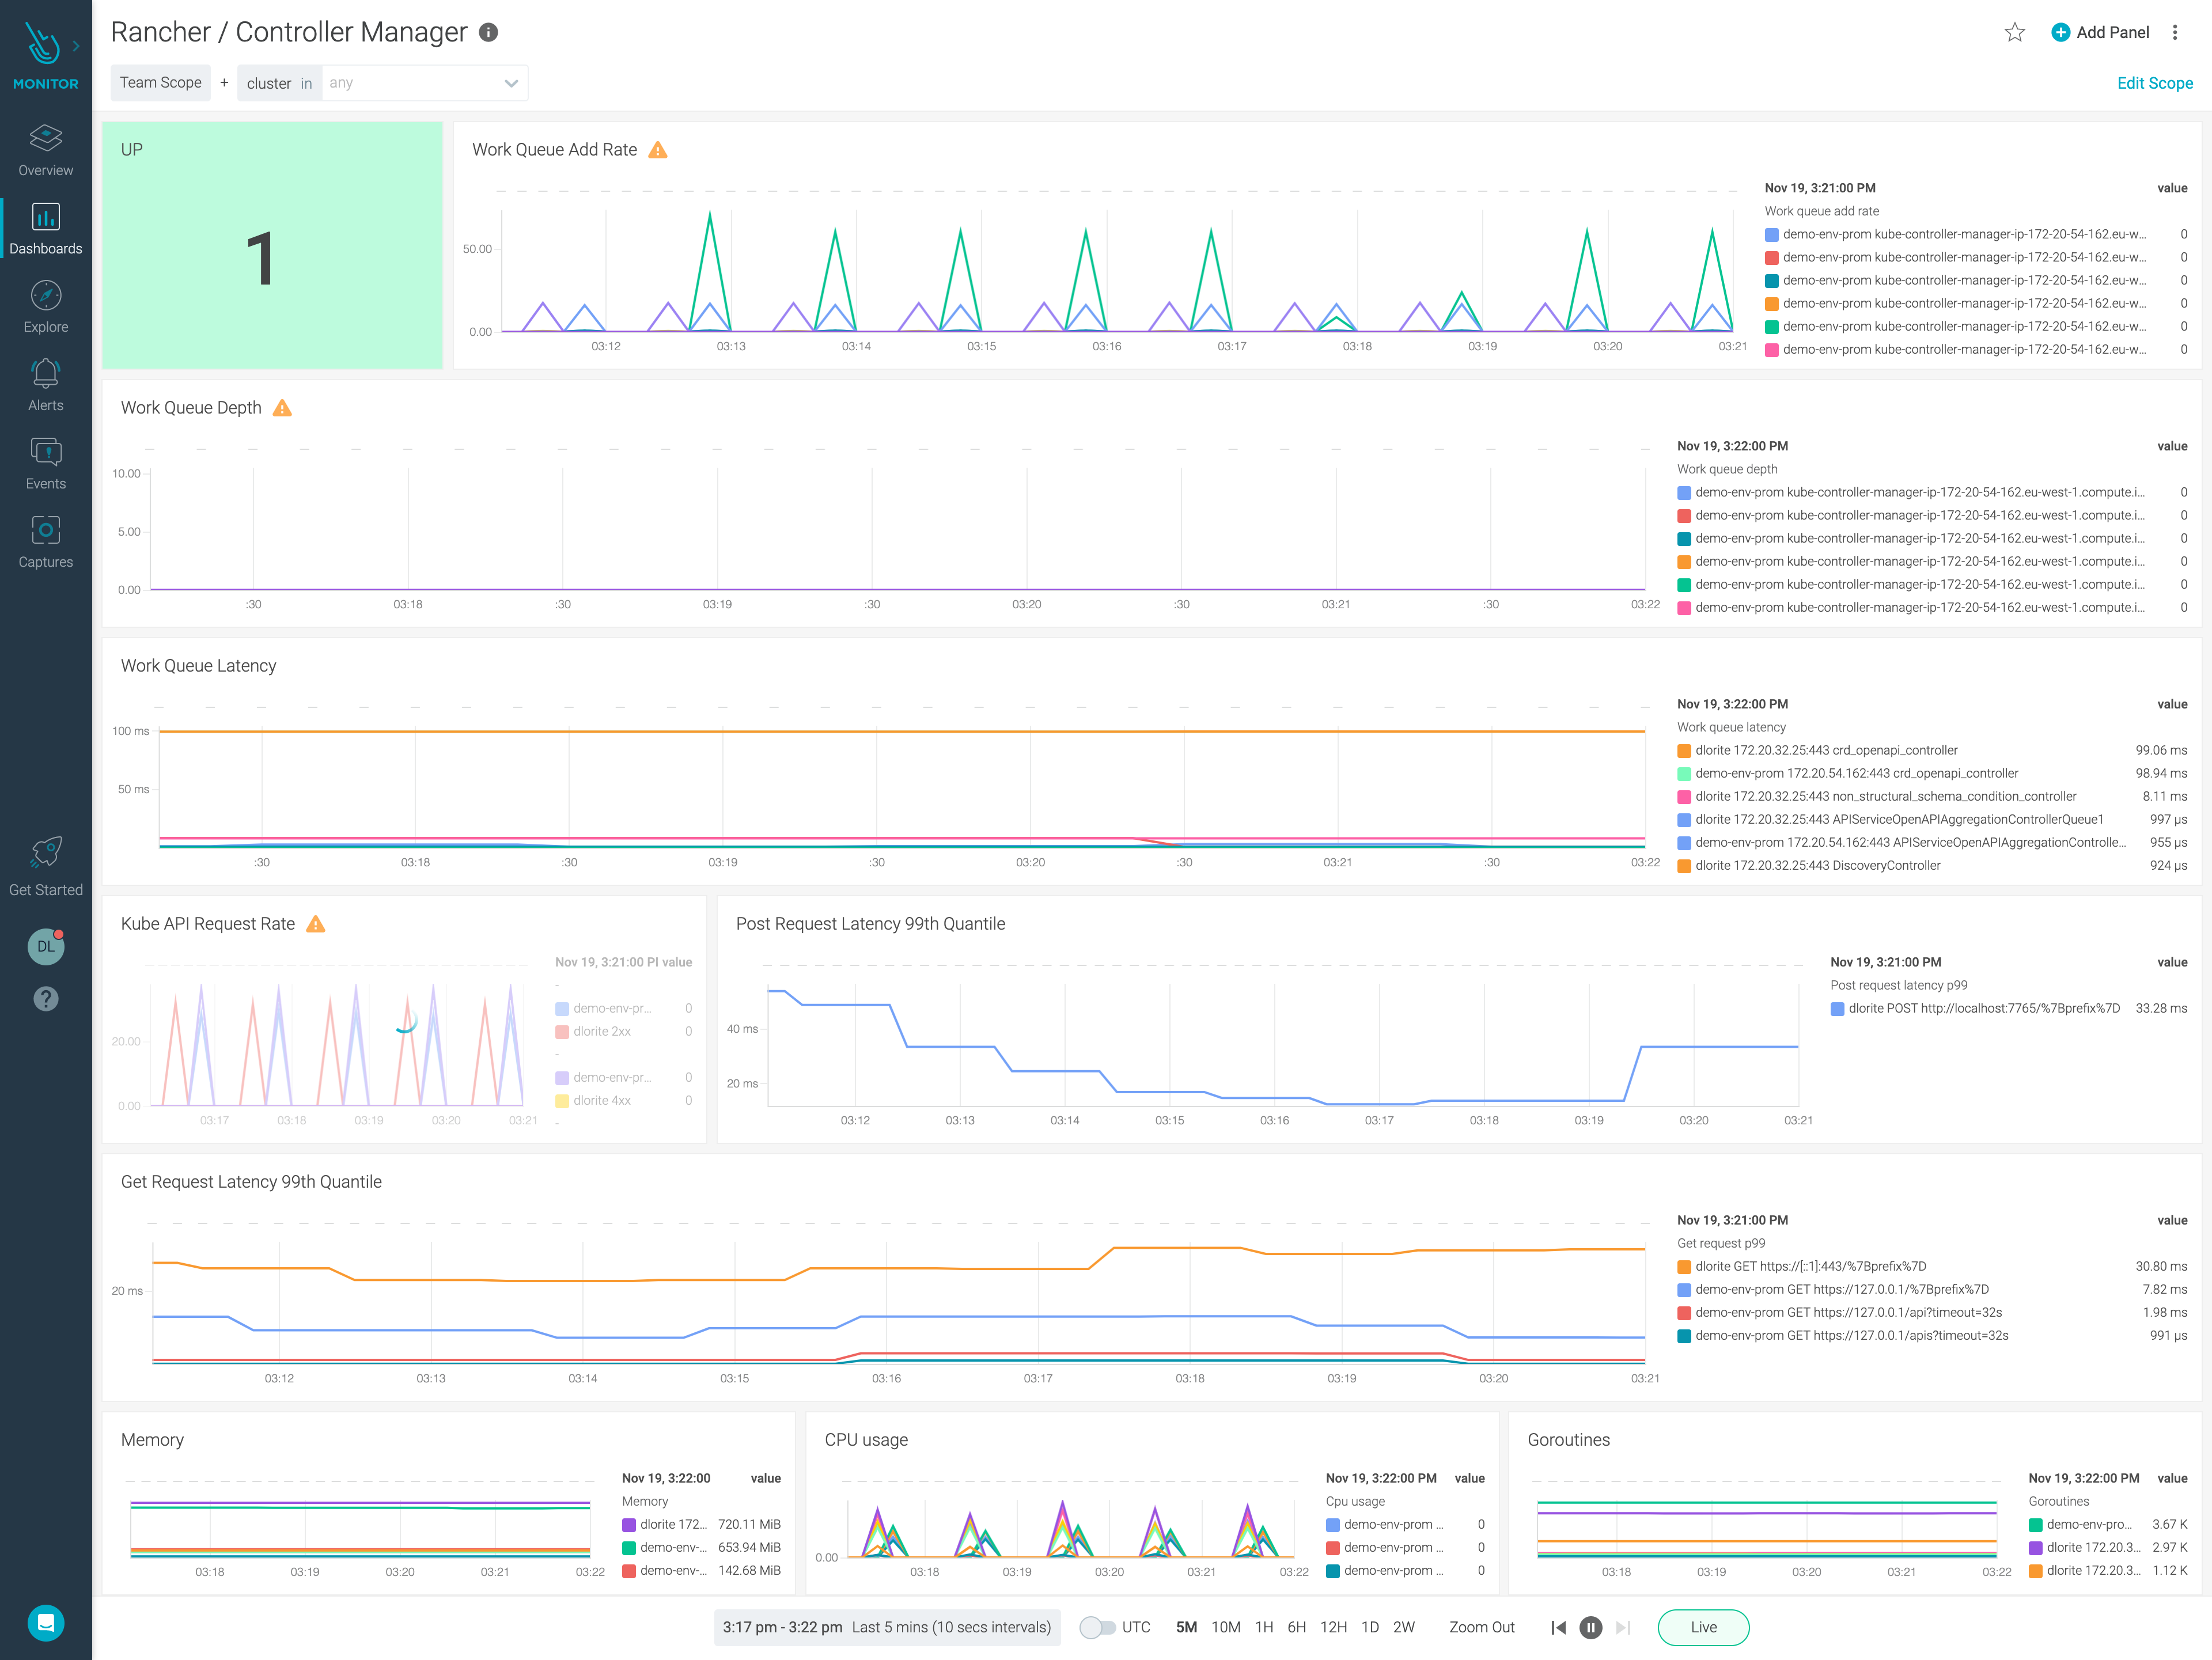 MONITOR
Overview
Dashboards
Explore
Alerts
Events
Captures
Get Started
DL
?
Rancher / Controller Manager
Add Panel
Team Scope + cluster in any
Edit Scope
UP
1
Work Queue Add Rate
50.00
0.00
03:12 03:13 03:14 03:15 03:16 03:17 03:18 03:19 03:20 03:21
Nov 19, 3:21:00 PM value
Work queue add rate
demo-env-prom kube-controller-manager-ip-172-20-54-162.eu-w... 0
demo-env-prom kube-controller-manager-ip-172-20-54-162.eu-w... 0
demo-env-prom kube-controller-manager-ip-172-20-54-162.eu-w... 0
demo-env-prom kube-controller-manager-ip-172-20-54-162.eu-w... 0
demo-env-prom kube-controller-manager-ip-172-20-54-162.eu-w... 0
demo-env-prom kube-controller-manager-ip-172-20-54-162.eu-w... 0
Work Queue Depth
10.00
5.00
0.00
:30 03:18 :30 03:19 :30 03:20 :30 03:21 :30 03:22
Nov 19, 3:22:00 PM value
Work queue depth
demo-env-prom kube-controller-manager-ip-172-20-54-162.eu-west-1.compute.i... 0
demo-env-prom kube-controller-manager-ip-172-20-54-162.eu-west-1.compute.i... 0
demo-env-prom kube-controller-manager-ip-172-20-54-162.eu-west-1.compute.i... 0
demo-env-prom kube-controller-manager-ip-172-20-54-162.eu-west-1.compute.i... 0
demo-env-prom kube-controller-manager-ip-172-20-54-162.eu-west-1.compute.i... 0
demo-env-prom kube-controller-manager-ip-172-20-54-162.eu-west-1.compute.i... 0
Work Queue Latency
100 ms
50 ms
:30 03:18 :30 03:19 :30 03:20 :30 03:21 :30 03:22
Nov 19, 3:22:00 PM value
Work queue latency
dlorite 172.20.32.25:443 crd_openapi_controller 99.06 ms
demo-env-prom 172.20.54.162:443 crd_openapi_controller 98.94 ms
dlorite 172.20.32.25:443 non_structural_schema_condition_controller 8.11 ms
dlorite 172.20.32.25:443 APIServiceOpenAPIAggregationControllerQueue1 997 µs
demo-env-prom 172.20.54.162:443 APIServiceOpenAPIAggregationControlle... 955 µs
dlorite 172.20.32.25:443 DiscoveryController 924 µs
Kube API Request Rate
20.00
0.00
03:17 03:18 03:19 03:20 03:21
Nov 19, 3:21:00 PI value
-
demo-env-pr... 0
dlorite 2xx 0
-
demo-env-pr... 0
dlorite 4xx 0
-
Post Request Latency 99th Quantile
40 ms
20 ms
03:12 03:13 03:14 03:15 03:16 03:17 03:18 03:19 03:20 03:21
Nov 19, 3:21:00 PM value
Post request latency p99
dlorite POST http://localhost:7765/%7Bprefix%7D 33.28 ms
Get Request Latency 99th Quantile
20 ms
03:12 03:13 03:14 03:15 03:16 03:17 03:18 03:19 03:20 03:21
Nov 19, 3:21:00 PM value
Get request p99
dlorite GET https://[::1]:443/%7Bprefix%7D 30.80 ms
demo-env-prom GET https://127.0.0.1/%7Bprefix%7D 7.82 ms
demo-env-prom GET https://127.0.0.1/api?timeout=32s 1.98 ms
demo-env-prom GET https://127.0.0.1/apis?timeout=32s 991 µs
Memory
03:18 03:19 03:20 03:21 03:22
Nov 19, 3:22:00 value
Memory
dlorite 172... 720.11 MiB
demo-env-... 653.94 MiB
demo-env-... 142.68 MiB
CPU usage
0.00
03:18 03:19 03:20 03:21 03:22
Nov 19, 3:22:00 PM value
Cpu usage
demo-env-prom ... 0
demo-env-prom ... 0
demo-env-prom ... 0
Goroutines
03:18 03:19 03:20 03:21 03:22
Nov 19, 3:22:00 PM value
Goroutines
demo-env-pro... 3.67 K
dlorite 172.20.3... 2.97 K
dlorite 172.20.3... 1.12 K
3:17 pm - 3:22 pm Last 5 mins (10 secs intervals) UTC 5M 10M 1H 6H 12H 1D 2W Zoom Out Live